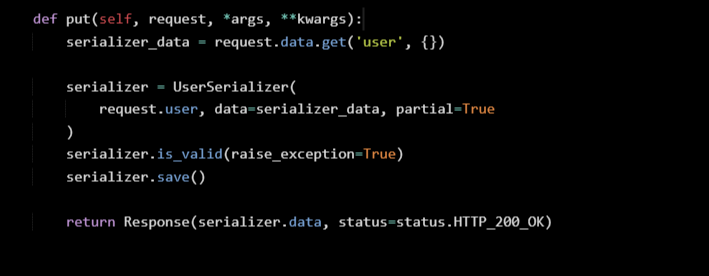 def put(self, request, *args, **kwargs):
    serializer_data = request.data.get('user', {})

    serializer = UserSerializer(
        request.user, data=serializer_data, partial=True
    )
    serializer.is_valid(raise_exception=True)
    serializer.save()

    return Response(serializer.data, status=status.HTTP_200_OK)